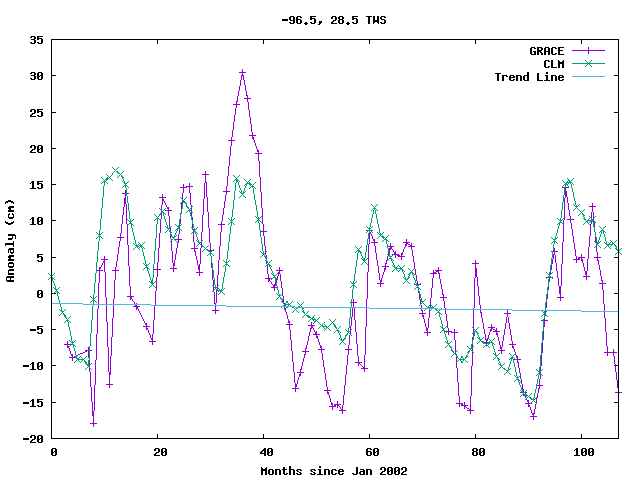 -96.5, 28.5 TWS
35
30
25
20
15
10
5
0
-5
-10
-15
-20
Anomaly (cm)
GRACE
CLM
Trend Line
0 20 40 60 80 100
Months since Jan 2002